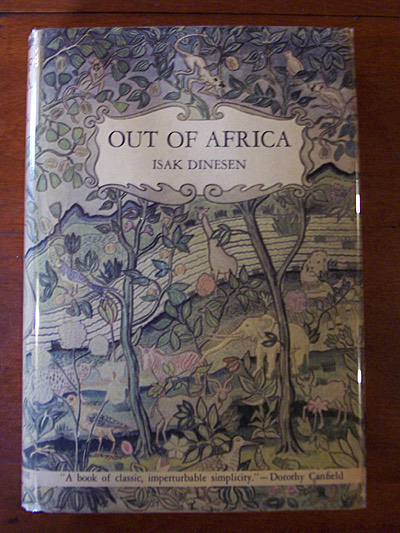 OUT OF AFRICA
ISAK DINESEN
"A book of classic, imperturbable simplicity."—Dorothy Canfield